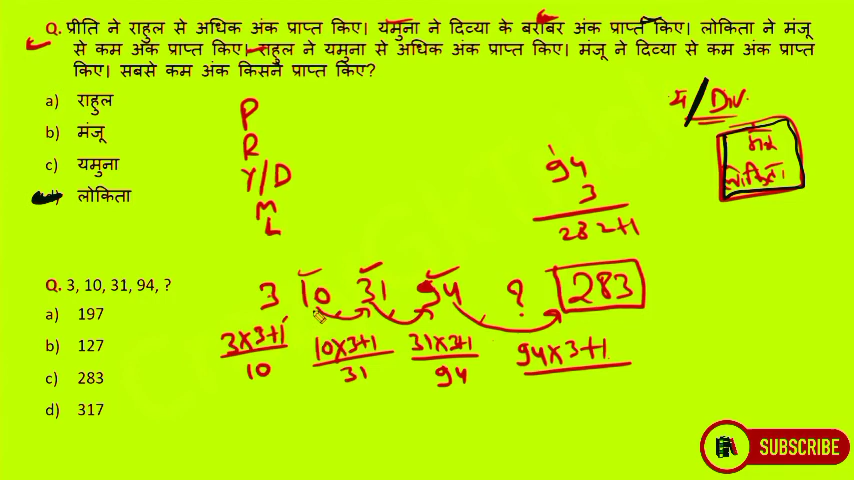 Q. प्रीति ने राहुल से अधिक अंक प्राप्त किए। यमुना ने दिव्या के बराबर अंक प्राप्त किए। लोकिता ने मंजू
से कम अंक प्राप्त किए। राहुल ने यमुना से अधिक अंक प्राप्त किए। मंजू ने दिव्या से कम अंक प्राप्त
किए। सबसे कम अंक किसने प्राप्त किए?
a) राहुल
b) मंजू
c) यमुना
लोकिता
P
R
Y/D
M
L
य / Div.
लोकिता
94
3
282+1
Q. 3, 10, 31, 94, ?
a) 197
b) 127
c) 283
d) 317
3 10 31 94 ? 283
3x3+1 10x3+1 31x3+1 94x3+1
10 31 94
SUBSCRIBE